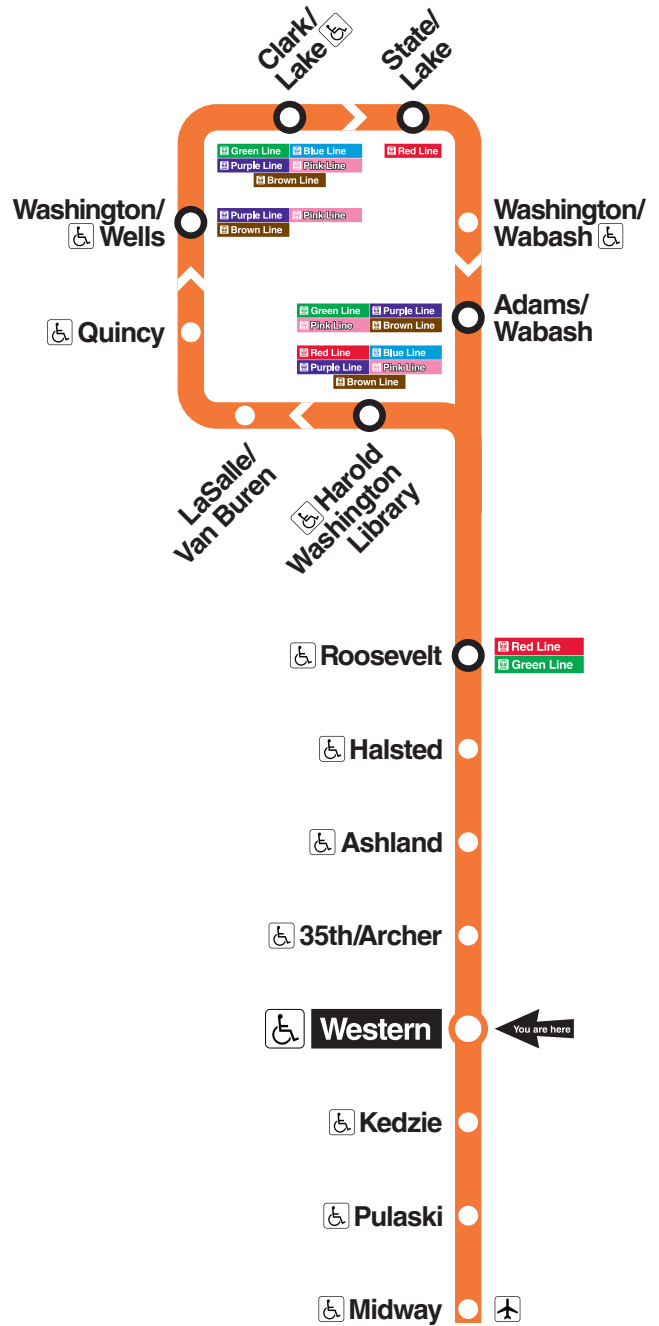 Clark/
Lake
State/
Lake
Green Line Blue Line
Purple Line Pink Line
Brown Line
Red Line
Washington/
Wells
Purple Line Pink Line
Brown Line
Washington/
Wabash
Quincy
Green Line Purple Line
Pink Line Brown Line
Adams/
Wabash
Red Line Blue Line
Purple Line Pink Line
Brown Line
LaSalle/
Van Buren
Harold
Washington
Library
Roosevelt
Red Line
Green Line
Halsted
Ashland
35th/Archer
Western
You are here
Kedzie
Pulaski
Midway